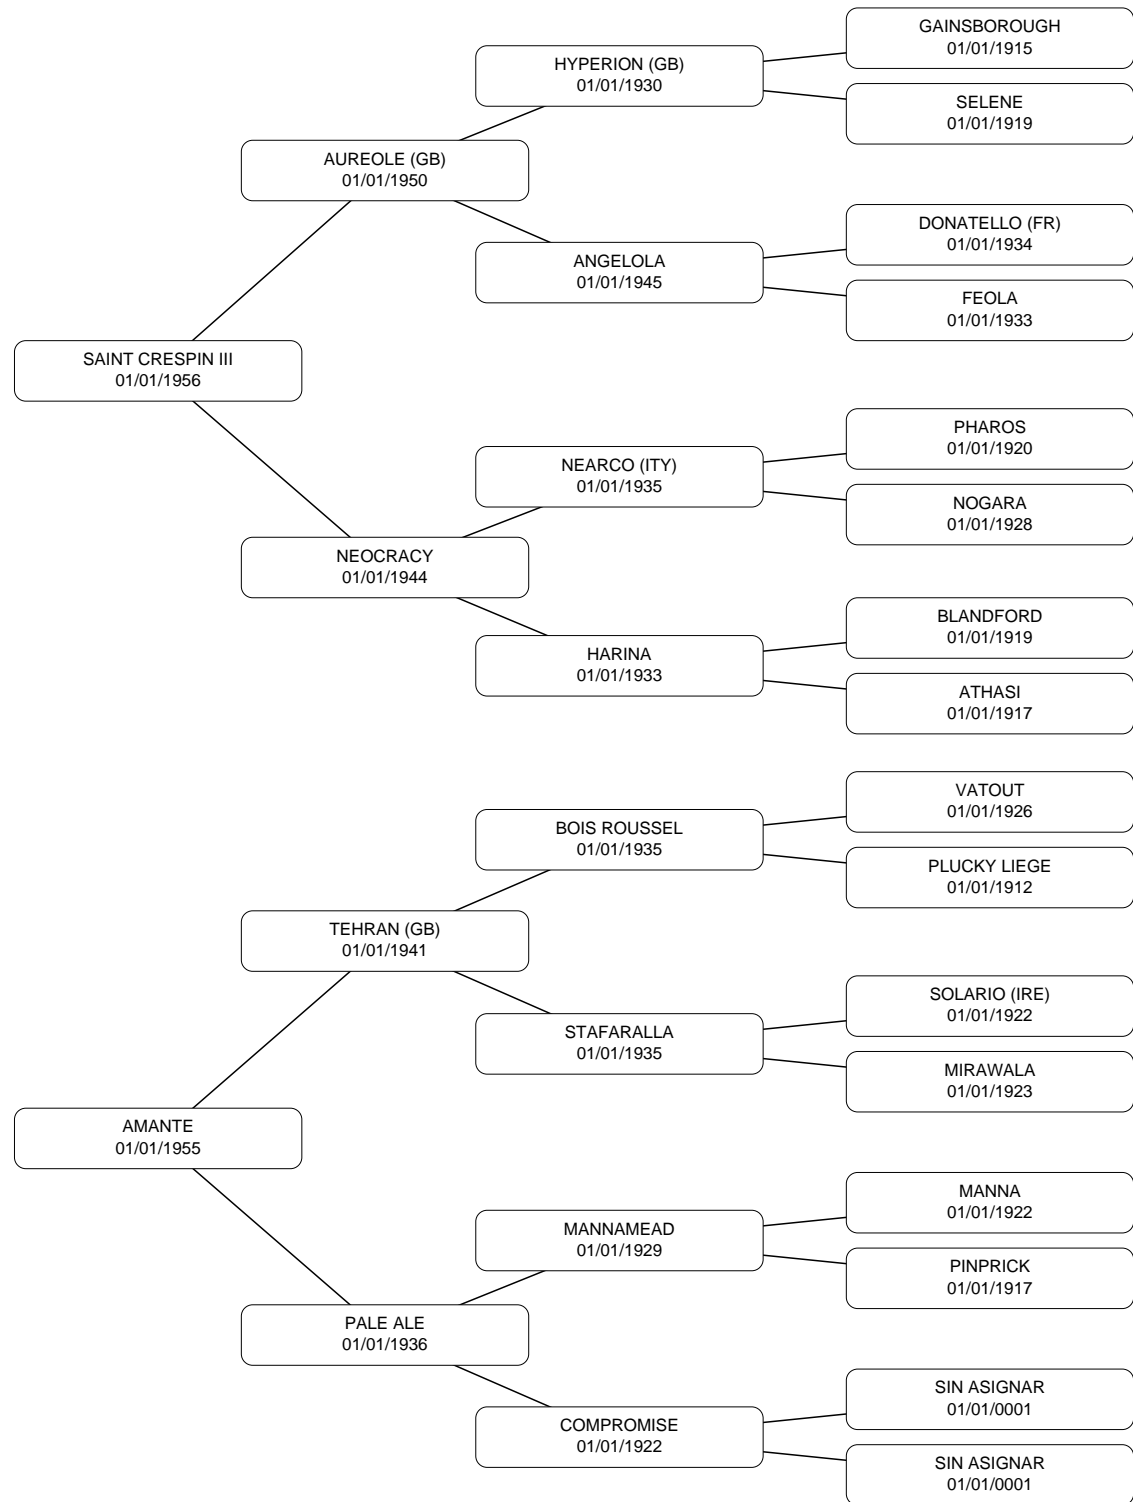 GAINSBOROUGH
01/01/1915
HYPERION (GB)
01/01/1930
SELENE
01/01/1919
AUREOLE (GB)
01/01/1950
DONATELLO (FR)
01/01/1934
ANGELOLA
01/01/1945
FEOLA
01/01/1933
SAINT CRESPIN III
01/01/1956
PHAROS
01/01/1920
NEARCO (ITY)
01/01/1935
NOGARA
01/01/1928
NEOCRACY
01/01/1944
BLANDFORD
01/01/1919
HARINA
01/01/1933
ATHASI
01/01/1917
VATOUT
01/01/1926
BOIS ROUSSEL
01/01/1935
PLUCKY LIEGE
01/01/1912
TEHRAN (GB)
01/01/1941
SOLARIO (IRE)
01/01/1922
STAFARALLA
01/01/1935
MIRAWALA
01/01/1923
AMANTE
01/01/1955
MANNA
01/01/1922
MANNAMEAD
01/01/1929
PINPRICK
01/01/1917
PALE ALE
01/01/1936
SIN ASIGNAR
01/01/0001
COMPROMISE
01/01/1922
SIN ASIGNAR
01/01/0001